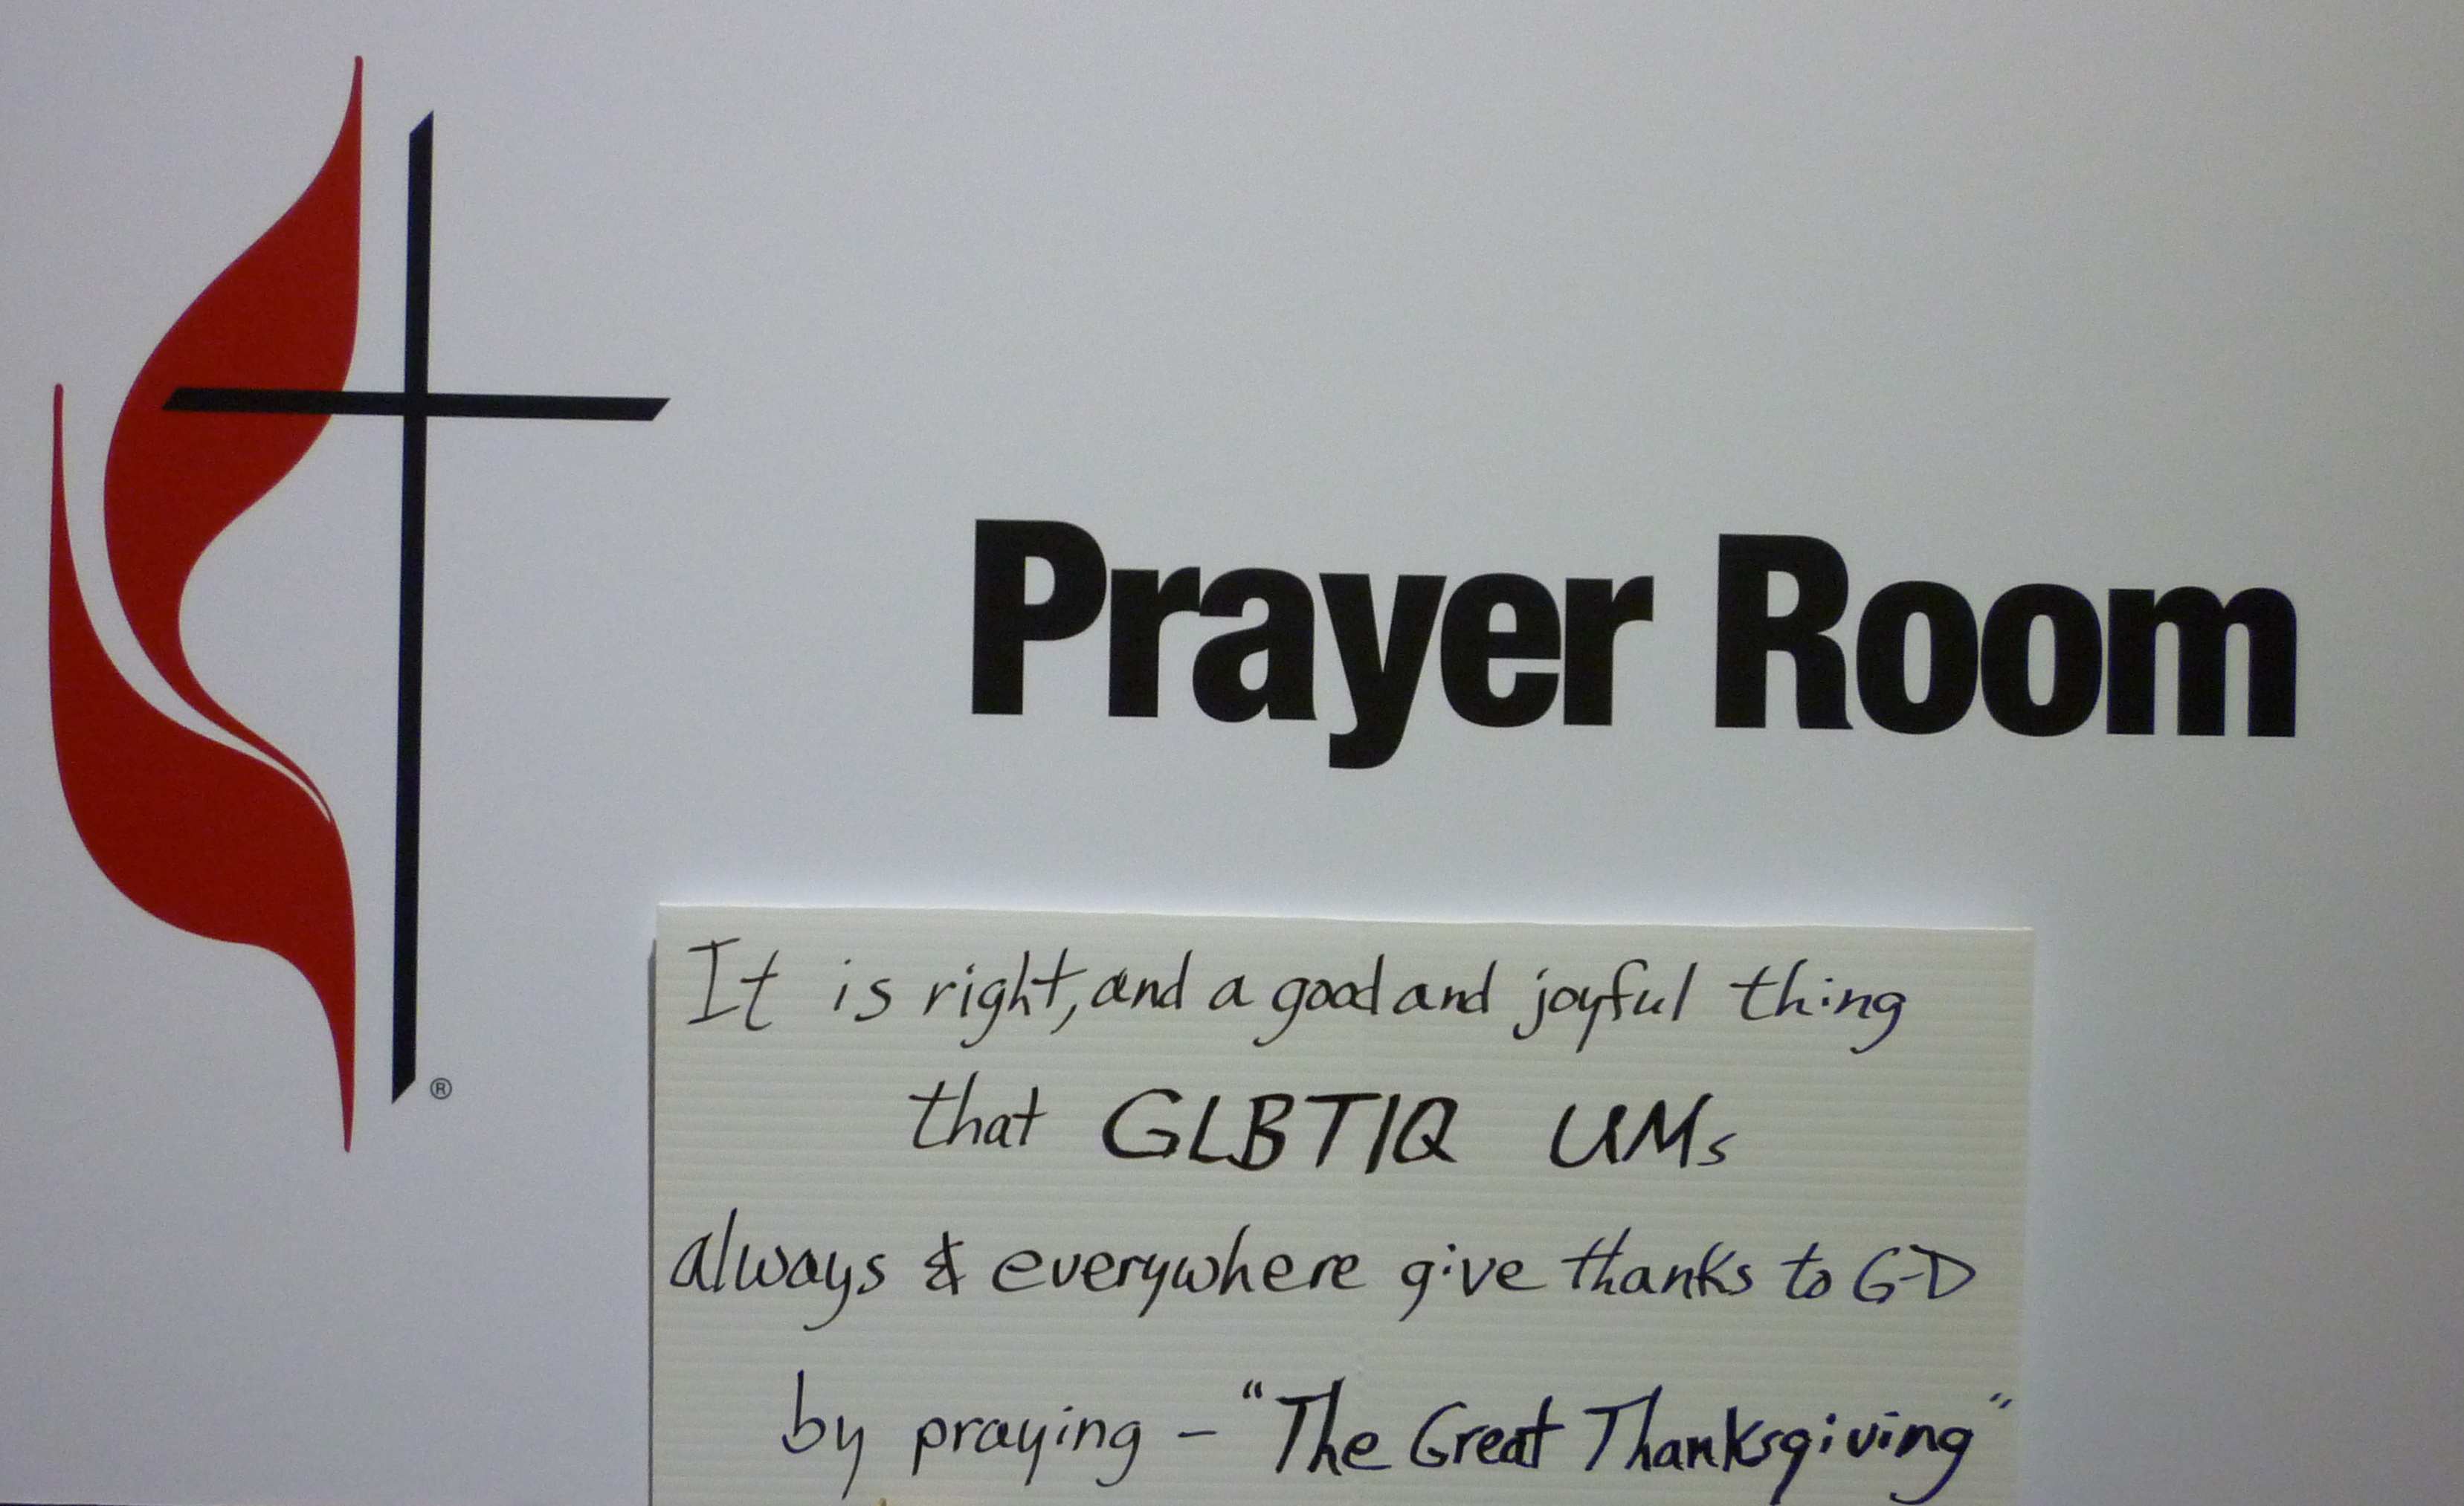 ®
Prayer Room
It is right, and a good and joyful thing
that GLBTIQ UMs
always & everywhere give thanks to G-D
by praying - "The Great Thanksgiving"